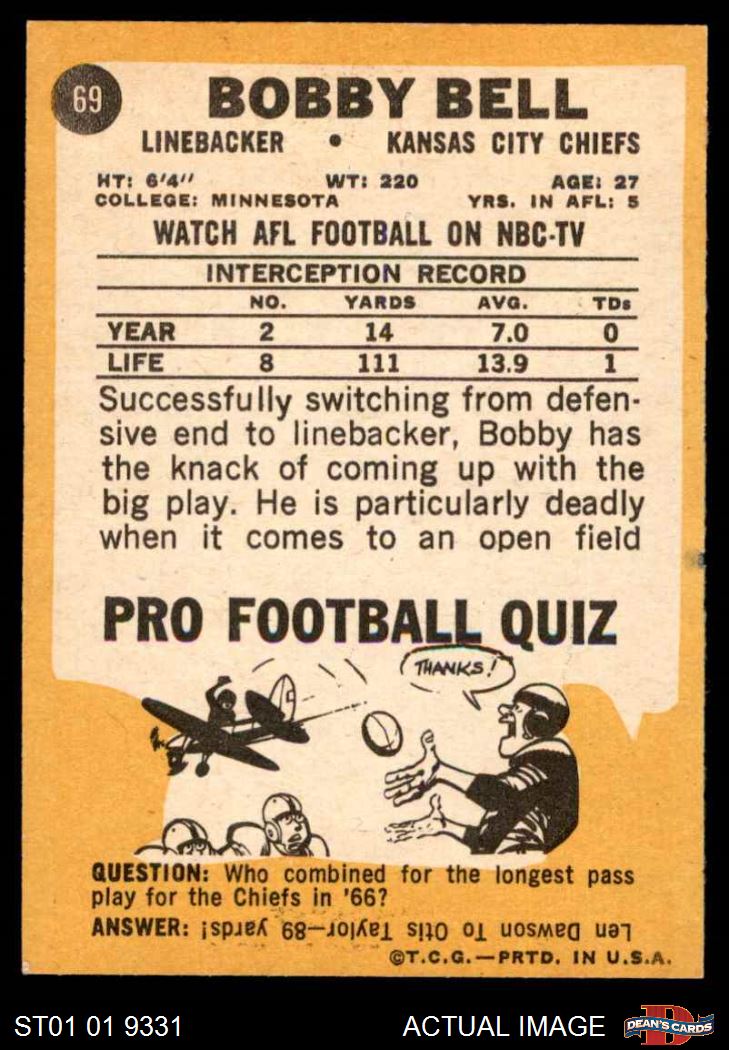 69
BOBBY BELL
LINEBACKER • KANSAS CITY CHIEFS
HT: 6'4" WT: 220 AGE: 27
COLLEGE: MINNESOTA YRS. IN AFL: 5
WATCH AFL FOOTBALL ON NBC-TV
INTERCEPTION RECORD
NO. YARDS AVG. TDs
YEAR 2 14 7.0 0
LIFE 8 111 13.9 1
Successfully switching from defen-
sive end to linebacker, Bobby has
the knack of coming up with the
big play. He is particularly deadly
when it comes to an open field
PRO FOOTBALL QUIZ
THANKS!
QUESTION: Who combined for the longest pass
play for the Chiefs in '66?
ANSWER: Len Dawson To Otis Taylor—89 yards!
©T.C.G.—PRTD. IN U.S.A.
ST01 01 9331 ACTUAL IMAGE D DEAN'S CARDS